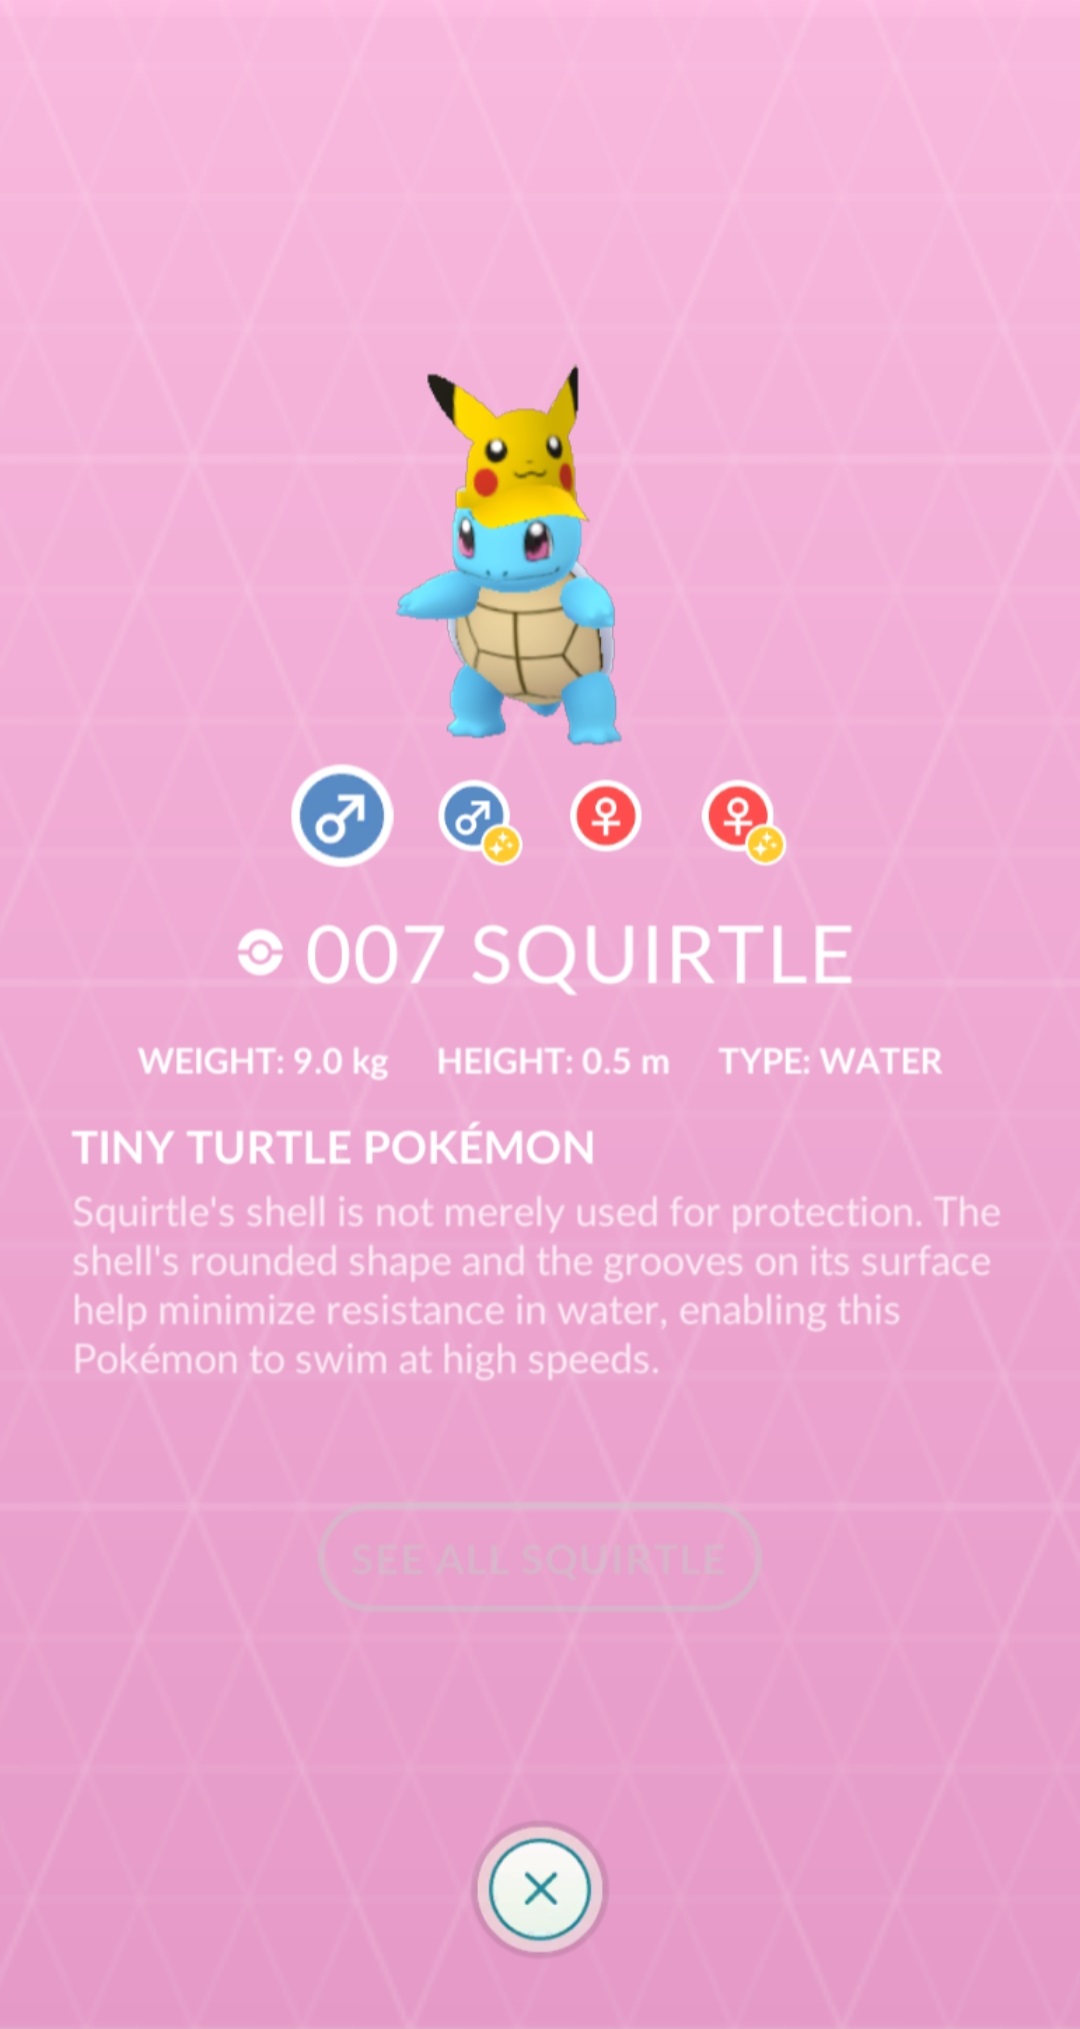 007 SQUIRTLE
WEIGHT: 9.0 kg HEIGHT: 0.5 m TYPE: WATER
TINY TURTLE POKÉMON
Squirtle's shell is not merely used for protection. The
shell's rounded shape and the grooves on its surface
help minimize resistance in water, enabling this
Pokémon to swim at high speeds.
SEE ALL SQUIRTLE